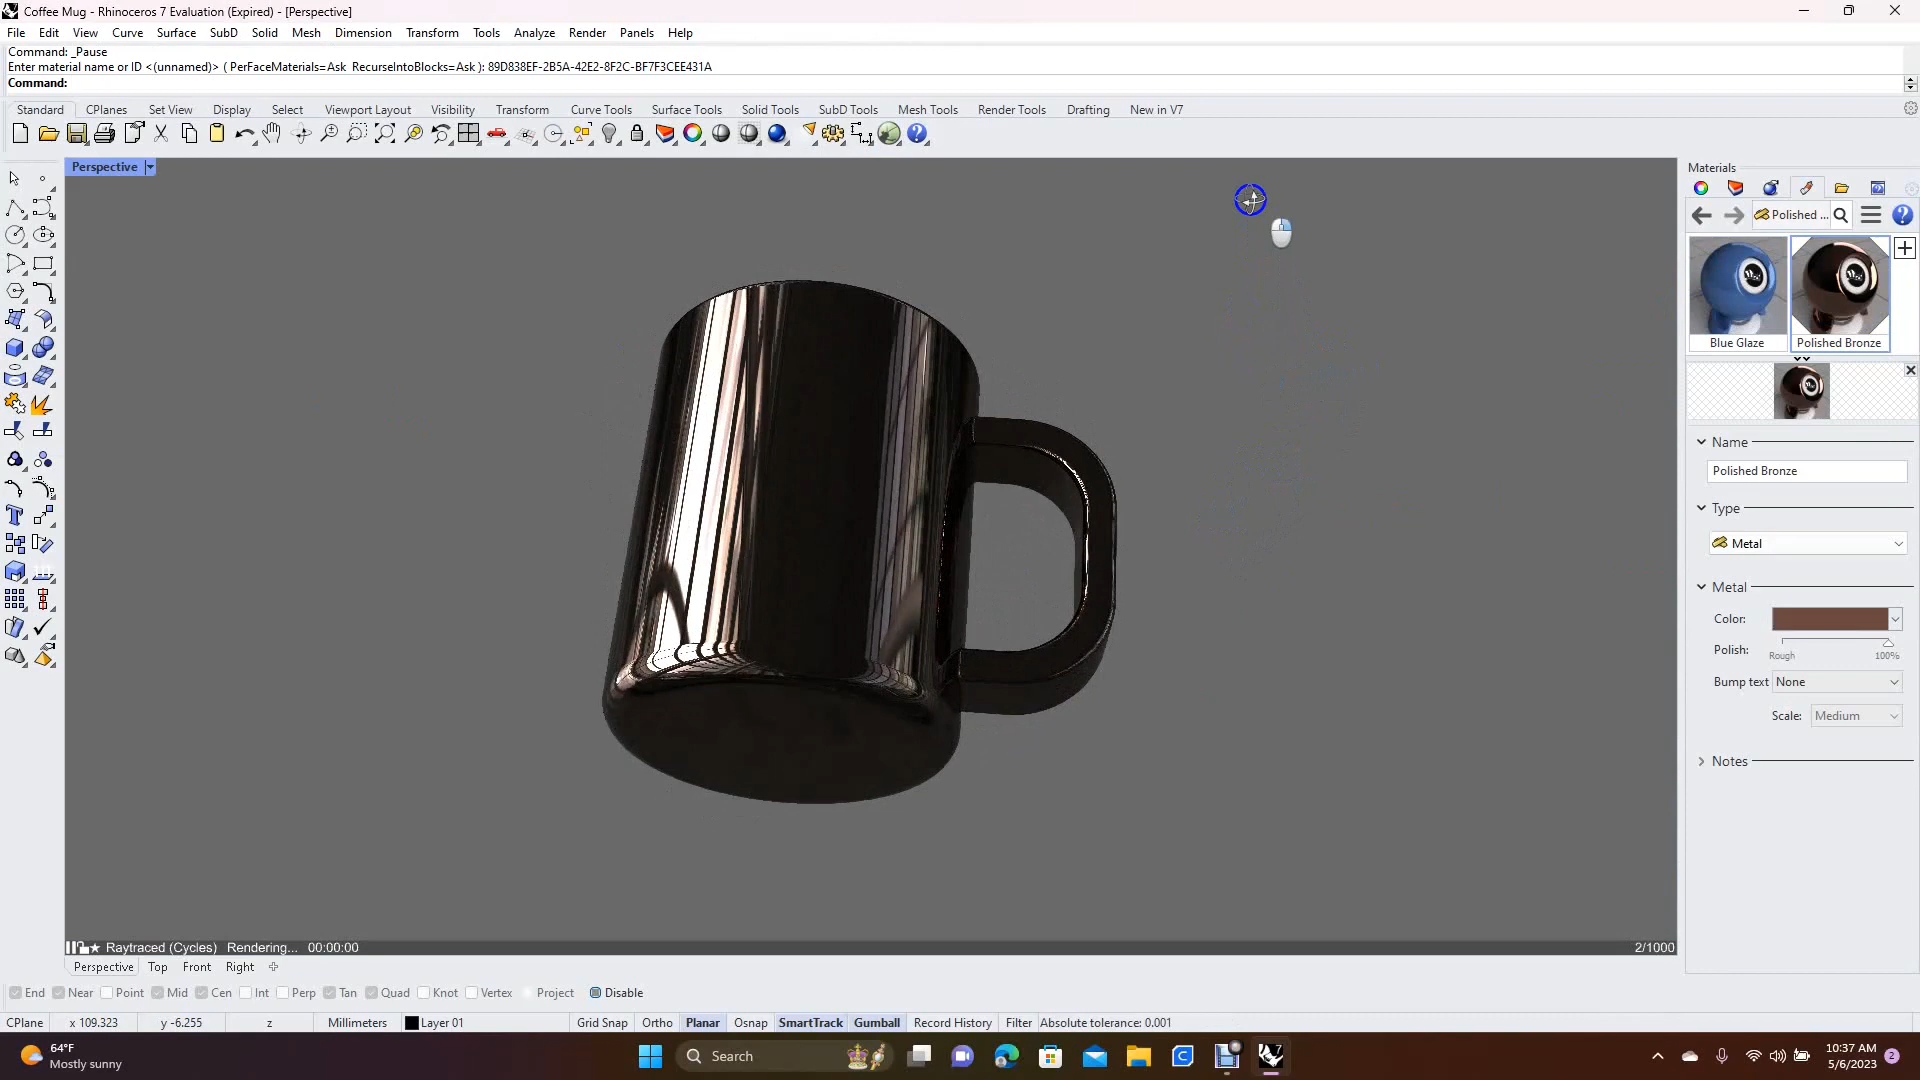 Coffee Mug - Rhinoceros 7 Evaluation (Expired) - [Perspective]
File Edit View Curve Surface SubD Solid Mesh Dimension Transform Tools Analyze Render Panels Help
Command: _Pause
Enter material name or ID <(unnamed)> ( PerFaceMaterials=Ask RecurseIntoBlocks=Ask ): 89D838EF-2B5A-42E2-8F2C-BF7F3CEE431A
Command:
Standard CPlanes Set View Display Select Viewport Layout Visibility Transform Curve Tools Surface Tools Solid Tools SubD Tools Mesh Tools Render Tools Drafting New in V7
Perspective
Materials
Polished ...
Blue Glaze Polished Bronze
Name
Polished Bronze
Type
Metal
Metal
Color:
Polish:
Rough 100%
Bump text None
Scale: Medium
Notes
Raytraced (Cycles) Rendering... 00:00:00 2/1000
Perspective Top Front Right
End Near Point Mid Cen Int Perp Tan Quad Knot Vertex Project Disable
CPlane x 109.323 y -6.255 z Millimeters Layer 01 Grid Snap Ortho Planar Osnap SmartTrack Gumball Record History Filter Absolute tolerance: 0.001
64°F
Mostly sunny
Search
10:37 AM
5/6/2023
2